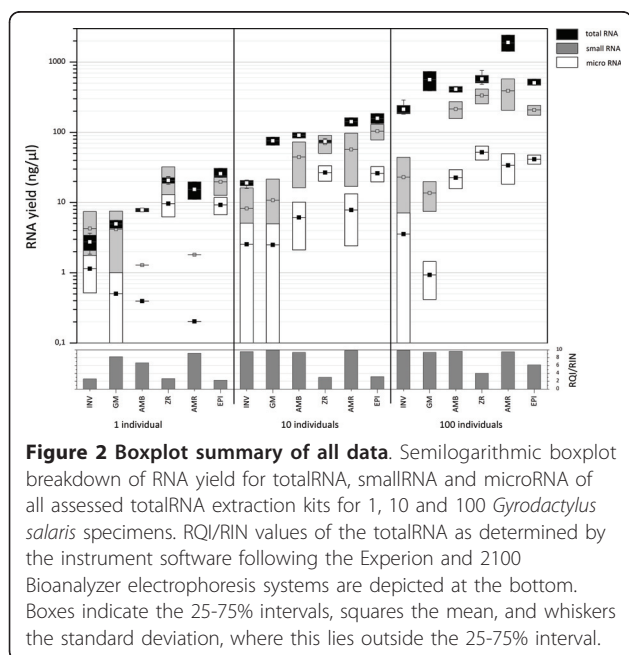 total RNA
small RNA
micro RNA
RNA yield (ng/µl)
1000
100
10
1
0,1
10
8
6
4
2
0
RQI/RIN
INV GM AMB ZR AMR EPI INV GM AMB ZR AMR EPI INV GM AMB ZR AMR EPI
1 individual 10 individuals 100 individuals
Figure 2 Boxplot summary of all data. Semilogarithmic boxplot
breakdown of RNA yield for totalRNA, smallRNA and microRNA of
all assessed totalRNA extraction kits for 1, 10 and 100 Gyrodactylus
salaris specimens. RQI/RIN values of the totalRNA as determined by
the instrument software following the Experion and 2100
Bioanalyzer electrophoresis systems are depicted at the bottom.
Boxes indicate the 25-75% intervals, squares the mean, and whiskers
the standard deviation, where this lies outside the 25-75% interval.